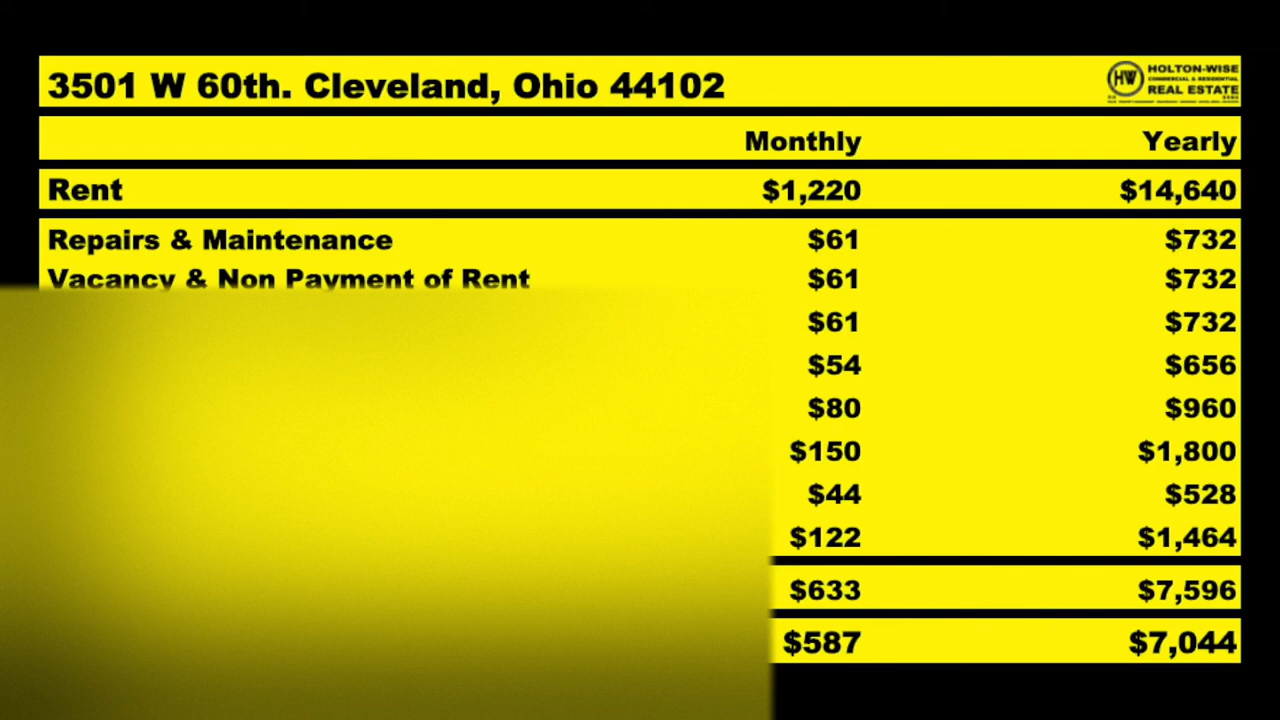 3501 W 60th. Cleveland, Ohio 44102
HW
HOLTON-WISE
COMMERCIAL & RESIDENTIAL
REAL ESTATE
Monthly Yearly
Rent $1,220 $14,640
Repairs & Maintenance $61 $732
Vacancy & Non Payment of Rent $61 $732
$61 $732
$54 $656
$80 $960
$150 $1,800
$44 $528
$122 $1,464
$633 $7,596
$587 $7,044